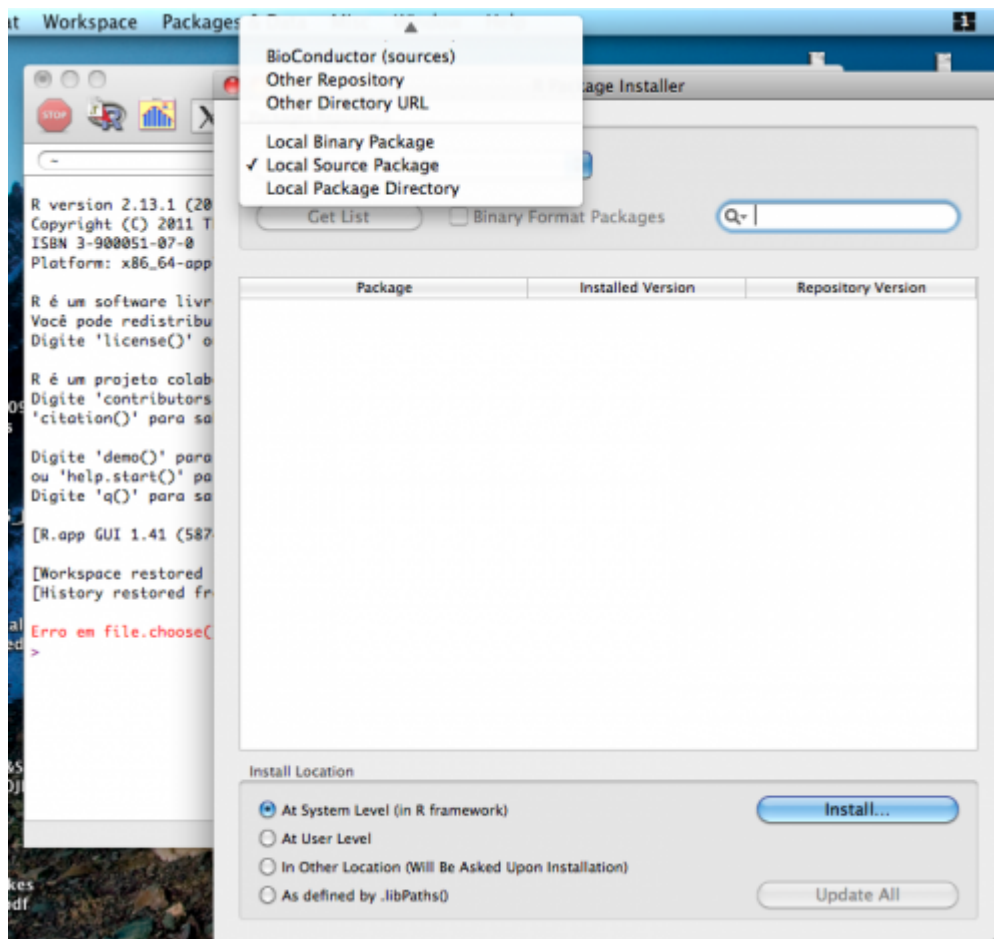 Workspace Packages
BioConductor (sources)
Other Repository
Other Directory URL
Local Binary Package
✓ Local Source Package
Local Package Directory
age Installer
STOP
~
Get List
Binary Format Packages
Package Installed Version Repository Version
R version 2.13.1 (20
Copyright (C) 2011 T
ISBN 3-900051-07-0
Platform: x86_64-app
R é um software livr
Você pode redistribu
Digite 'license()' o
R é um projeto colab
Digite 'contributors
'citation()' para sa
Digite 'demo()' para
ou 'help.start()' pa
Digite 'q()' para sa
[R.app GUI 1.41 (587
[Workspace restored
[History restored fr
Erro em file.choose(
>
Install Location
At System Level (in R framework)
At User Level
In Other Location (Will Be Asked Upon Installation)
As defined by .libPaths()
Install...
Update All